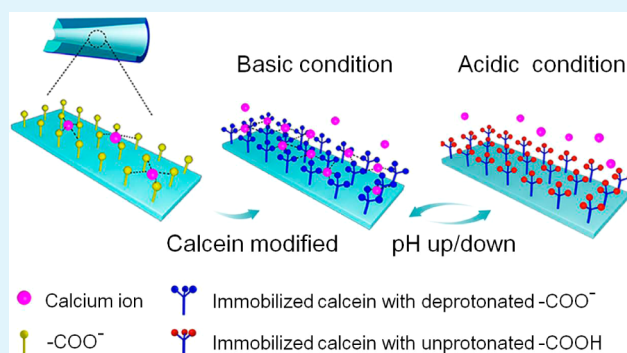 Basic condition
Acidic condition
Calcein modified
pH up/down
Calcium ion
Immobilized calcein with deprotonated -COO⁻
-COO⁻
Immobilized calcein with unprotonated -COOH